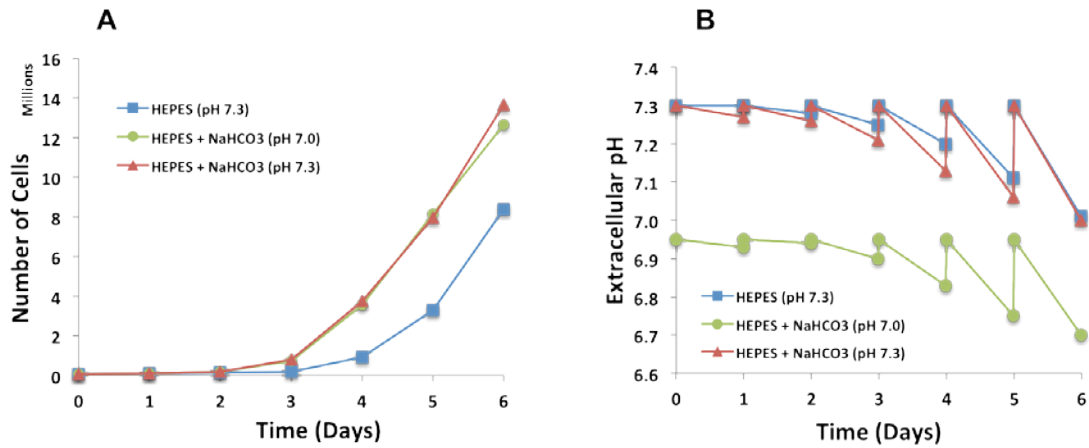 A
Millions
Number of Cells
16
14
12
10
8
6
4
2
0
HEPES (pH 7.3)
HEPES + NaHCO3 (pH 7.0)
HEPES + NaHCO3 (pH 7.3)
0 1 2 3 4 5 6
Time (Days)
B
Extracellular pH
7.4
7.3
7.2
7.1
7.0
6.9
6.8
6.7
6.6
HEPES (pH 7.3)
HEPES + NaHCO3 (pH 7.0)
HEPES + NaHCO3 (pH 7.3)
0 1 2 3 4 5 6
Time (Days)